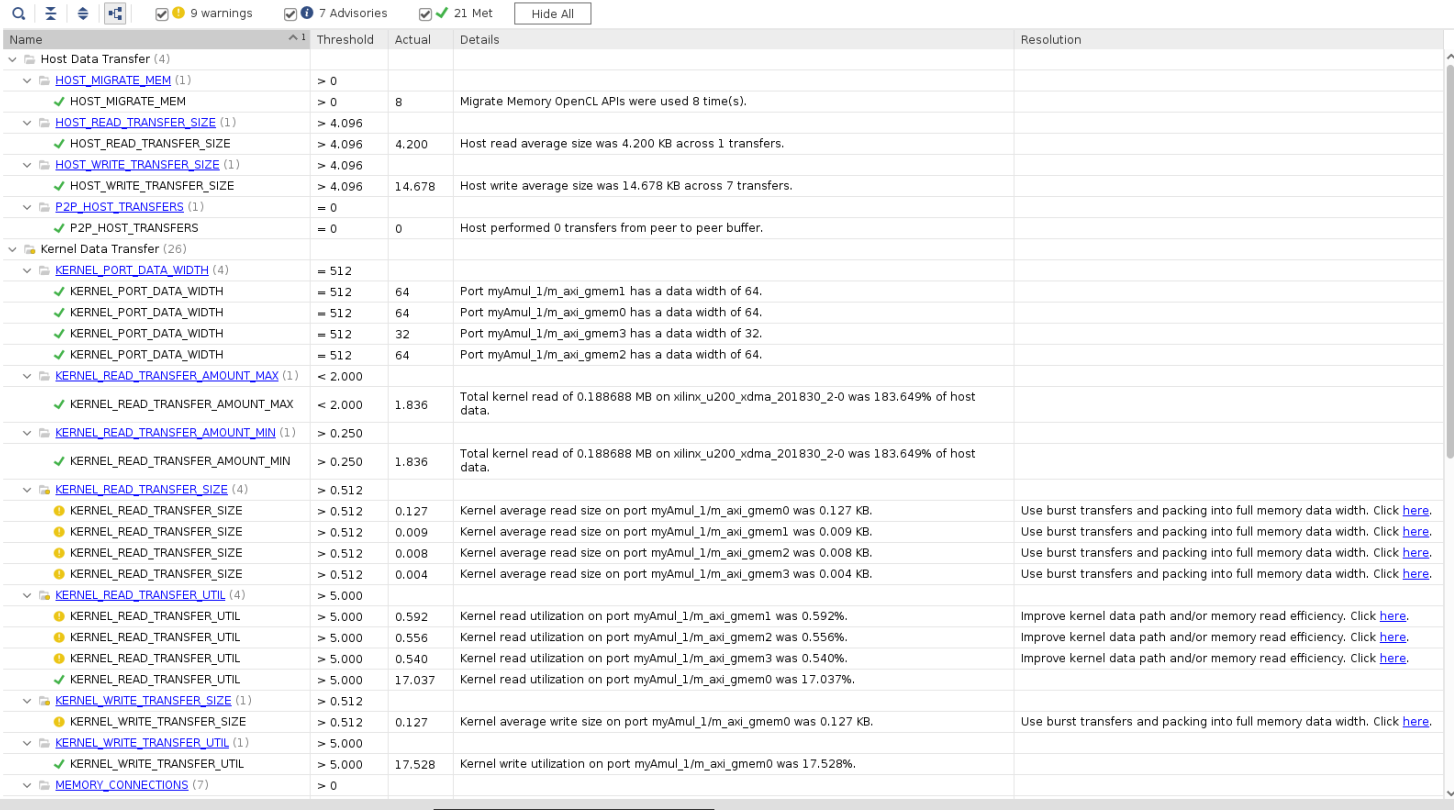 9 warnings 7 Advisories 21 Met Hide All
Name 1 Threshold Actual Details Resolution
Host Data Transfer (4)
HOST_MIGRATE_MEM (1) > 0
HOST_MIGRATE_MEM > 0 8 Migrate Memory OpenCL APIs were used 8 time(s).
HOST_READ_TRANSFER_SIZE (1) > 4.096
HOST_READ_TRANSFER_SIZE > 4.096 4.200 Host read average size was 4.200 KB across 1 transfers.
HOST_WRITE_TRANSFER_SIZE (1) > 4.096
HOST_WRITE_TRANSFER_SIZE > 4.096 14.678 Host write average size was 14.678 KB across 7 transfers.
P2P_HOST_TRANSFERS (1) = 0
P2P_HOST_TRANSFERS = 0 0 Host performed 0 transfers from peer to peer buffer.
Kernel Data Transfer (26)
KERNEL_PORT_DATA_WIDTH (4) = 512
KERNEL_PORT_DATA_WIDTH = 512 64 Port myAmul_1/m_axi_gmem1 has a data width of 64.
KERNEL_PORT_DATA_WIDTH = 512 64 Port myAmul_1/m_axi_gmem0 has a data width of 64.
KERNEL_PORT_DATA_WIDTH = 512 32 Port myAmul_1/m_axi_gmem3 has a data width of 32.
KERNEL_PORT_DATA_WIDTH = 512 64 Port myAmul_1/m_axi_gmem2 has a data width of 64.
KERNEL_READ_TRANSFER_AMOUNT_MAX (1) < 2.000
KERNEL_READ_TRANSFER_AMOUNT_MAX < 2.000 1.836 Total kernel read of 0.188688 MB on xilinx_u200_xdma_201830_2-0 was 183.649% of host
data.
KERNEL_READ_TRANSFER_AMOUNT_MIN (1) > 0.250
KERNEL_READ_TRANSFER_AMOUNT_MIN > 0.250 1.836 Total kernel read of 0.188688 MB on xilinx_u200_xdma_201830_2-0 was 183.649% of host
data.
KERNEL_READ_TRANSFER_SIZE (4) > 0.512
KERNEL_READ_TRANSFER_SIZE > 0.512 0.127 Kernel average read size on port myAmul_1/m_axi_gmem0 was 0.127 KB. Use burst transfers and packing into full memory data width. Click here.
KERNEL_READ_TRANSFER_SIZE > 0.512 0.009 Kernel average read size on port myAmul_1/m_axi_gmem1 was 0.009 KB. Use burst transfers and packing into full memory data width. Click here.
KERNEL_READ_TRANSFER_SIZE > 0.512 0.008 Kernel average read size on port myAmul_1/m_axi_gmem2 was 0.008 KB. Use burst transfers and packing into full memory data width. Click here.
KERNEL_READ_TRANSFER_SIZE > 0.512 0.004 Kernel average read size on port myAmul_1/m_axi_gmem3 was 0.004 KB. Use burst transfers and packing into full memory data width. Click here.
KERNEL_READ_TRANSFER_UTIL (4) > 5.000
KERNEL_READ_TRANSFER_UTIL > 5.000 0.592 Kernel read utilization on port myAmul_1/m_axi_gmem1 was 0.592%. Improve kernel data path and/or memory read efficiency. Click here.
KERNEL_READ_TRANSFER_UTIL > 5.000 0.556 Kernel read utilization on port myAmul_1/m_axi_gmem2 was 0.556%. Improve kernel data path and/or memory read efficiency. Click here.
KERNEL_READ_TRANSFER_UTIL > 5.000 0.540 Kernel read utilization on port myAmul_1/m_axi_gmem3 was 0.540%. Improve kernel data path and/or memory read efficiency. Click here.
KERNEL_READ_TRANSFER_UTIL > 5.000 17.037 Kernel read utilization on port myAmul_1/m_axi_gmem0 was 17.037%.
KERNEL_WRITE_TRANSFER_SIZE (1) > 0.512
KERNEL_WRITE_TRANSFER_SIZE > 0.512 0.127 Kernel average write size on port myAmul_1/m_axi_gmem0 was 0.127 KB. Use burst transfers and packing into full memory data width. Click here.
KERNEL_WRITE_TRANSFER_UTIL (1) > 5.000
KERNEL_WRITE_TRANSFER_UTIL > 5.000 17.528 Kernel write utilization on port myAmul_1/m_axi_gmem0 was 17.528%.
MEMORY_CONNECTIONS (7) > 0